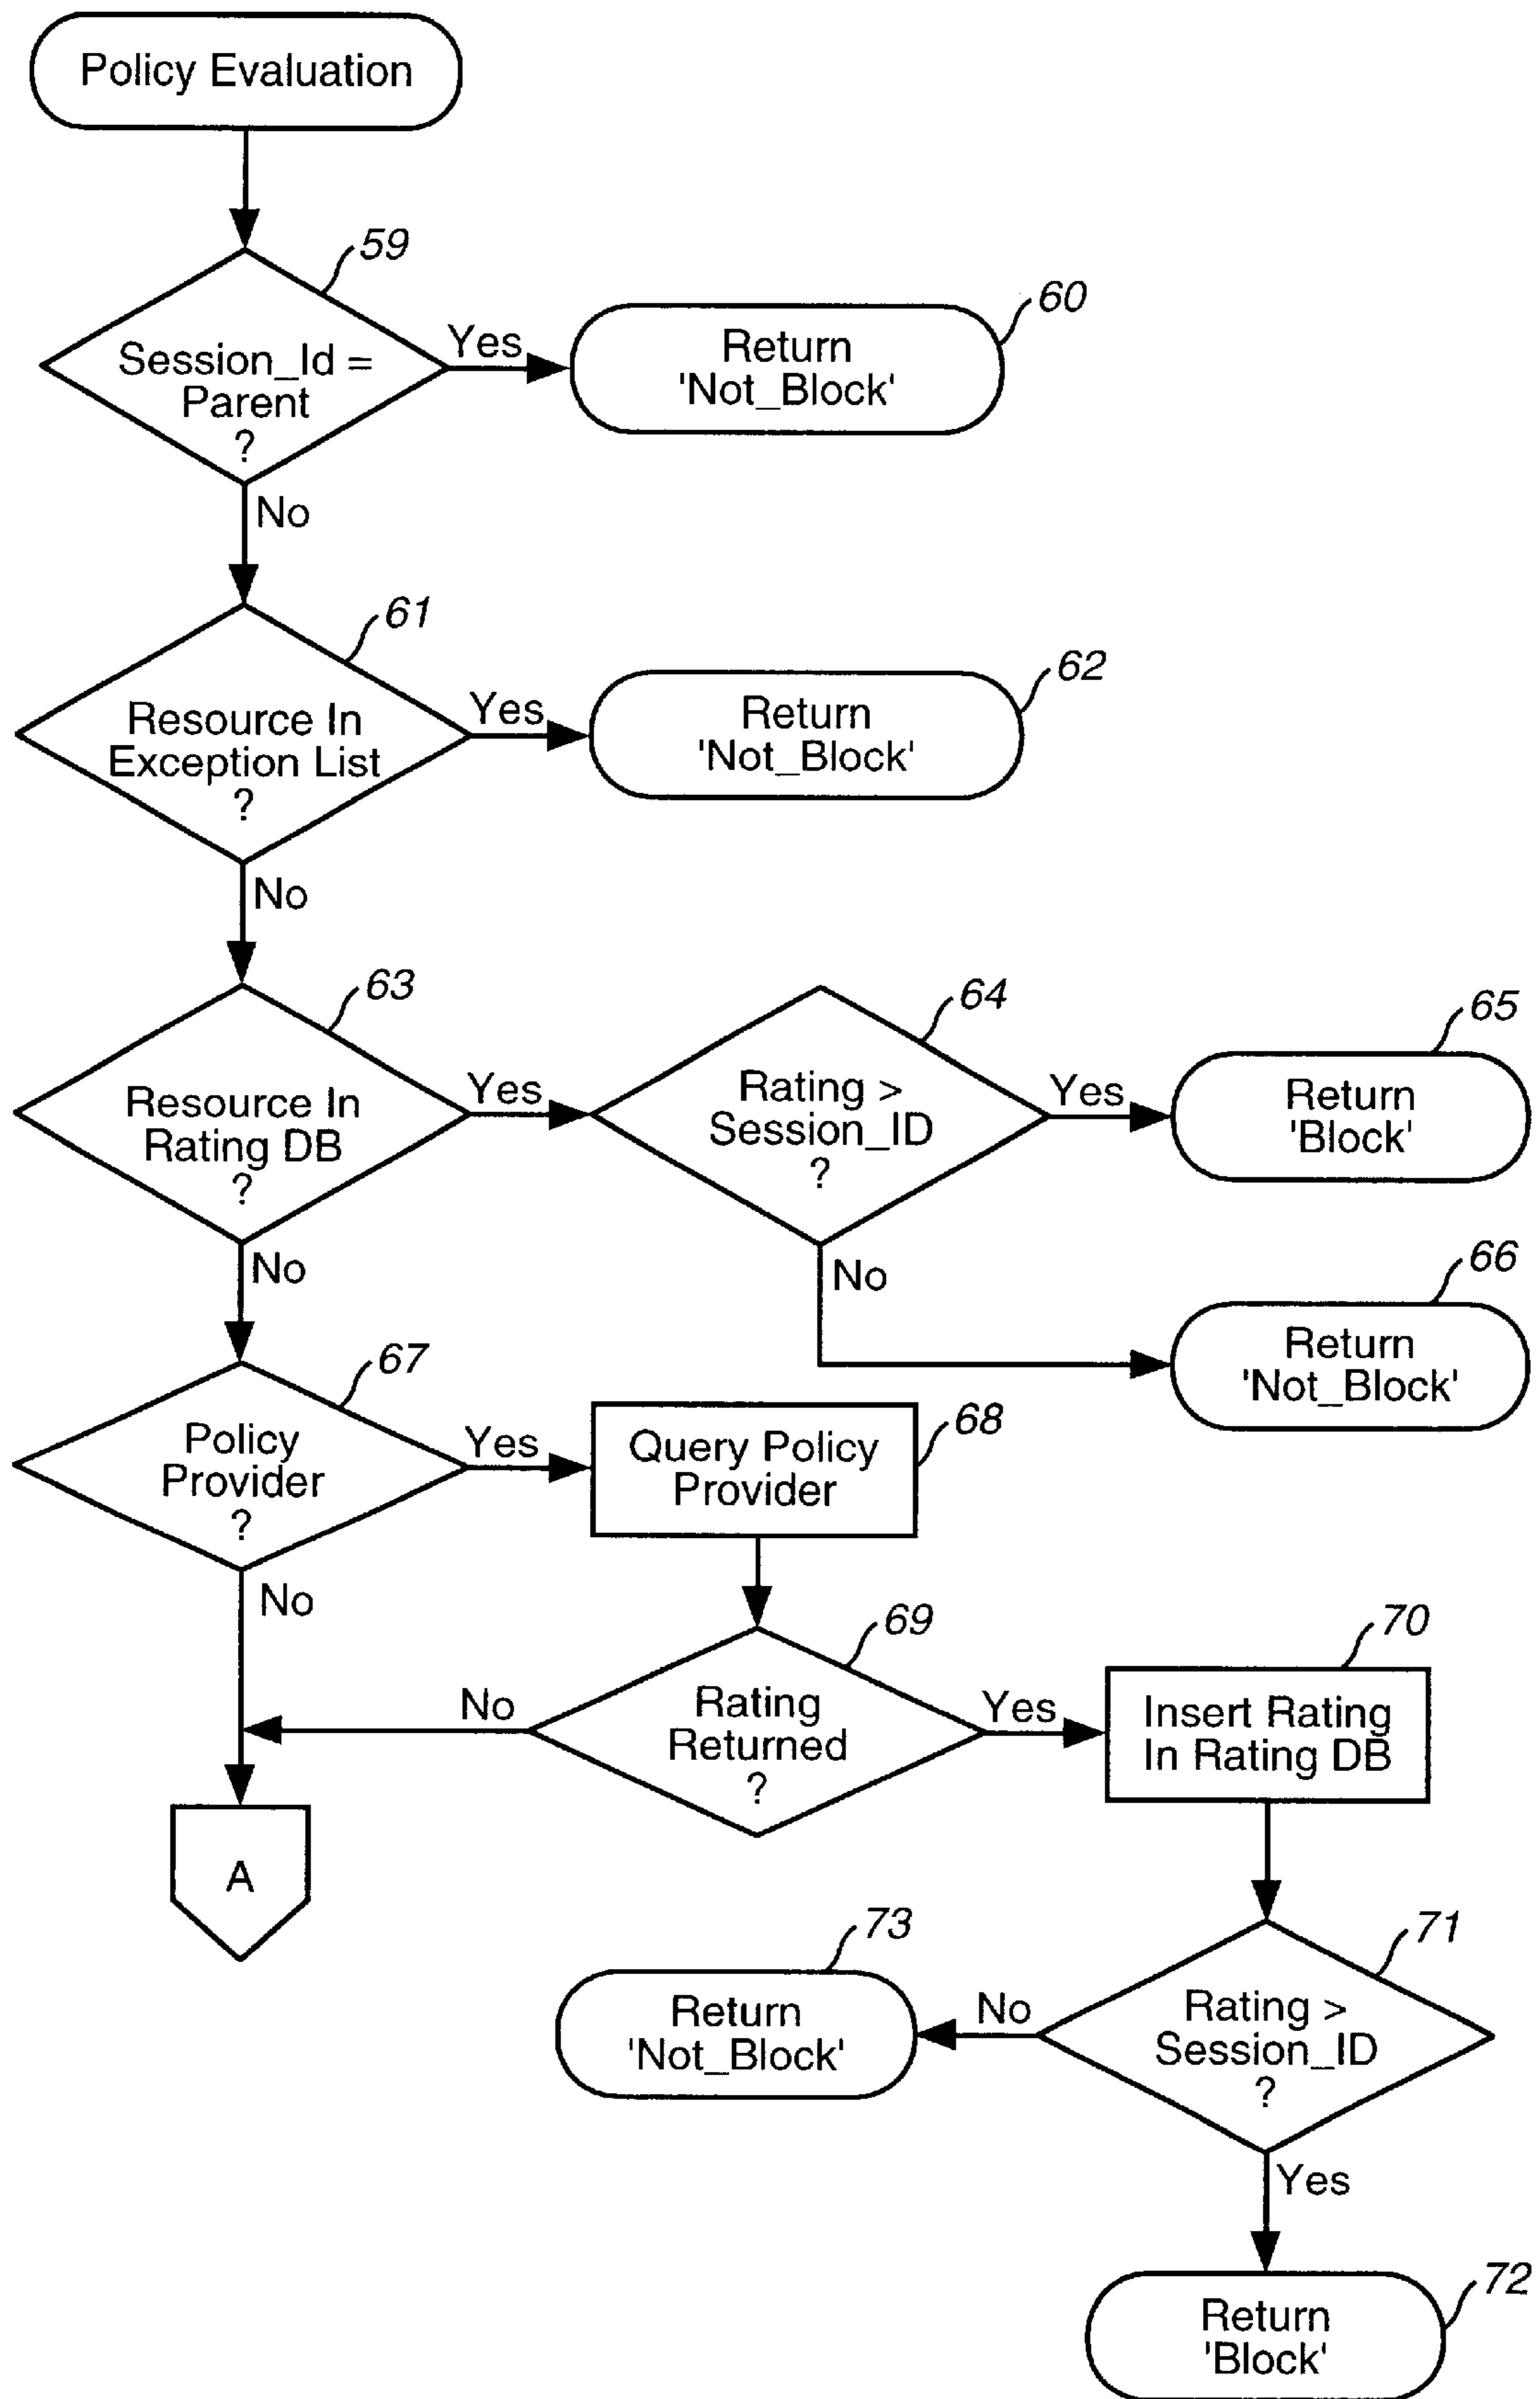 Policy Evaluation
59
Session_Id =
Parent
?
Yes
60
Return
'Not_Block'
No
61
Resource In
Exception List
?
Yes
62
Return
'Not_Block'
No
63
Resource In
Rating DB
?
Yes
64
Rating >
Session_ID
?
Yes
65
Return
'Block'
No
66
Return
'Not_Block'
No
67
Policy
Provider
?
Yes
68
Query Policy
Provider
No
69
Rating
Returned
?
No
Yes
70
Insert Rating
In Rating DB
A
71
Rating >
Session_ID
?
No
73
Return
'Not_Block'
Yes
72
Return
'Block'